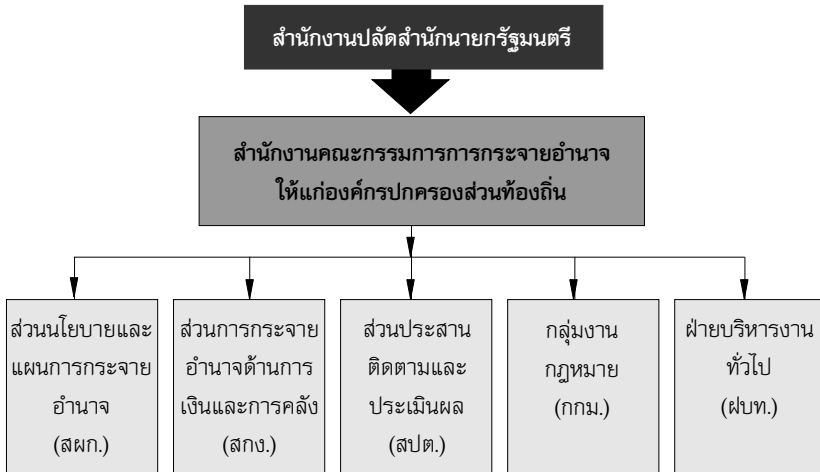 สำนักงานปลัดสำนักนายกรัฐมนตรี
สำนักงานคณะกรรมการการกระจายอำนาจ
ให้แก่องค์กรปกครองส่วนท้องถิ่น
ส่วนนโยบายและ
แผนการกระจาย
อำนาจ
(สผก.)
ส่วนการกระจาย
อำนาจด้านการ
เงินและการคลัง
(สกง.)
ส่วนประสาน
ติดตามและ
ประเมินผล
(สปต.)
กลุ่มงาน
กฎหมาย
(กกม.)
ฝ่ายบริหารงาน
ทั่วไป
(ฝบท.)